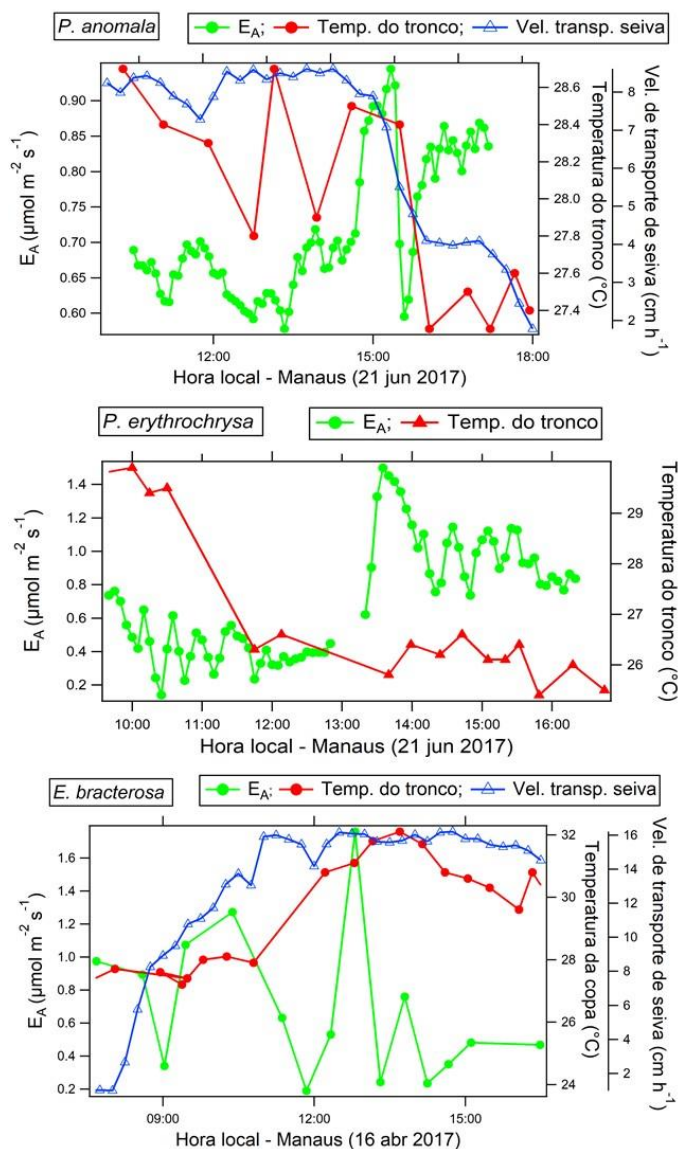 P. anomala
E_A; Temp. do tronco; Vel. transp. seiva
E_A (μmol m⁻² s⁻¹)
0.90
0.85
0.80
0.75
0.70
0.65
0.60
28.6
28.4
28.2
28.0
27.8
27.6
27.4
Temperatura do tronco (°C)
8
7
6
5
4
3
2
Vel. de transporte de seiva (cm h⁻¹)
12:00 15:00 18:00
Hora local - Manaus (21 jun 2017)
P. erythrochrysa
E_A; Temp. do tronco
E_A (μmol m⁻² s⁻¹)
1.4
1.2
1.0
0.8
0.6
0.4
0.2
29
28
27
26
Temperatura do tronco (°C)
10:00 11:00 12:00 13:00 14:00 15:00 16:00
Hora local - Manaus (21 jun 2017)
E. bracterosa
E_A; Temp. do tronco; Vel. transp. seiva
E_A (μmol m⁻² s⁻¹)
1.6
1.4
1.2
1.0
0.8
0.6
0.4
0.2
32
30
28
26
24
Temperatura da copa (°C)
16
14
12
10
8
6
4
2
Vel. de transporte de seiva (cm h⁻¹)
09:00 12:00 15:00
Hora local - Manaus (16 abr 2017)